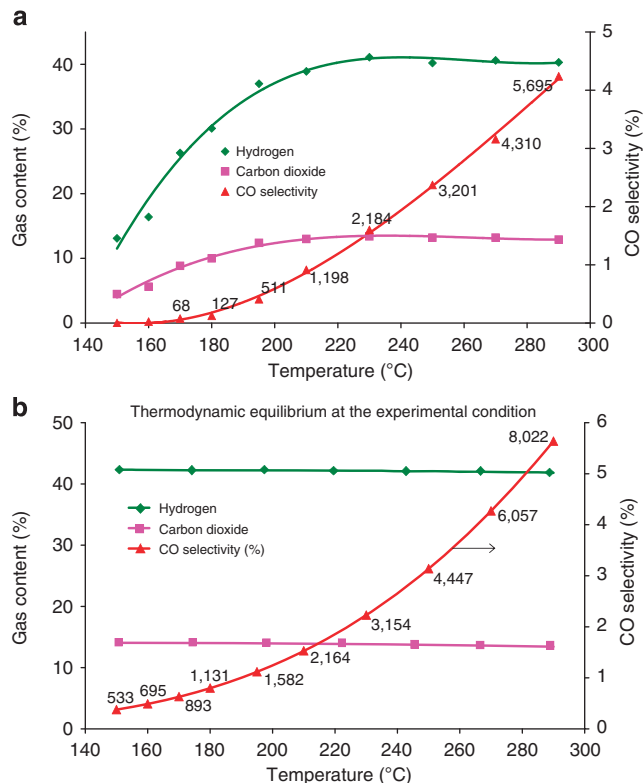 a
Gas content (%)
CO selectivity (%)
40
30
20
10
0
5
4
3
2
1
0
Hydrogen
Carbon dioxide
CO selectivity
68
127
511
1,198
2,184
3,201
4,310
5,695
140 160 180 200 220 240 260 280 300
Temperature (°C)
b
Thermodynamic equilibrium at the experimental condition
Gas content (%)
CO selectivity (%)
50
40
30
20
10
0
6
5
4
3
2
1
0
Hydrogen
Carbon dioxide
CO selectivity (%)
533
695
893
1,131
1,582
2,164
3,154
4,447
6,057
8,022
140 160 180 200 220 240 260 280 300
Temperature (°C)